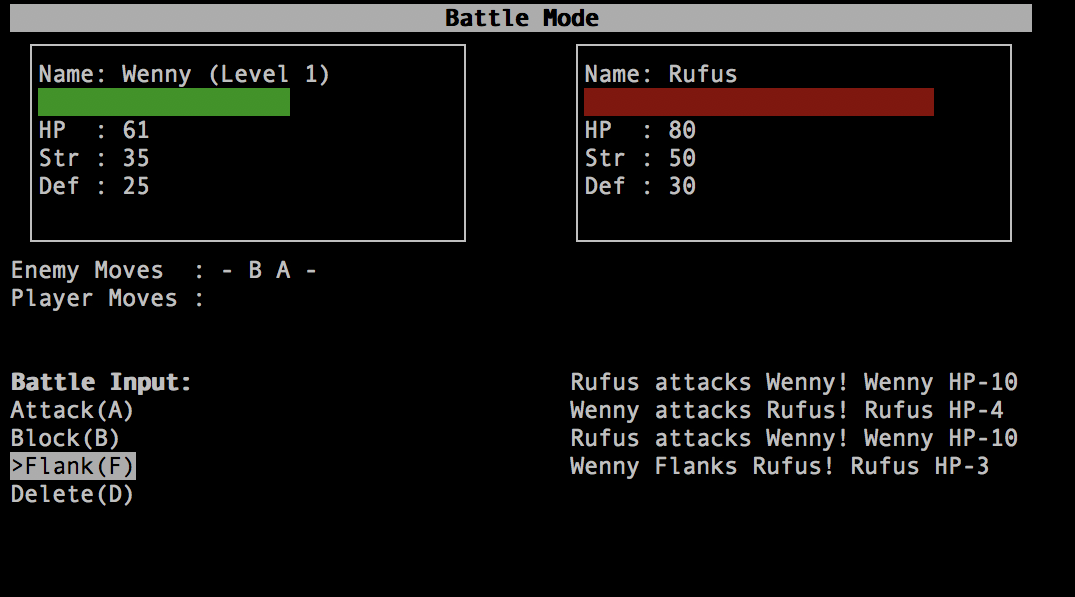 Battle Mode
Name: Wenny (Level 1)
HP  : 61
Str : 35
Def : 25
Name: Rufus
HP  : 80
Str : 50
Def : 30
Enemy Moves  : - B A -
Player Moves :
Battle Input:
Attack(A)
Block(B)
>Flank(F)
Delete(D)
Rufus attacks Wenny! Wenny HP-10
Wenny attacks Rufus! Rufus HP-4
Rufus attacks Wenny! Wenny HP-10
Wenny Flanks Rufus! Rufus HP-3